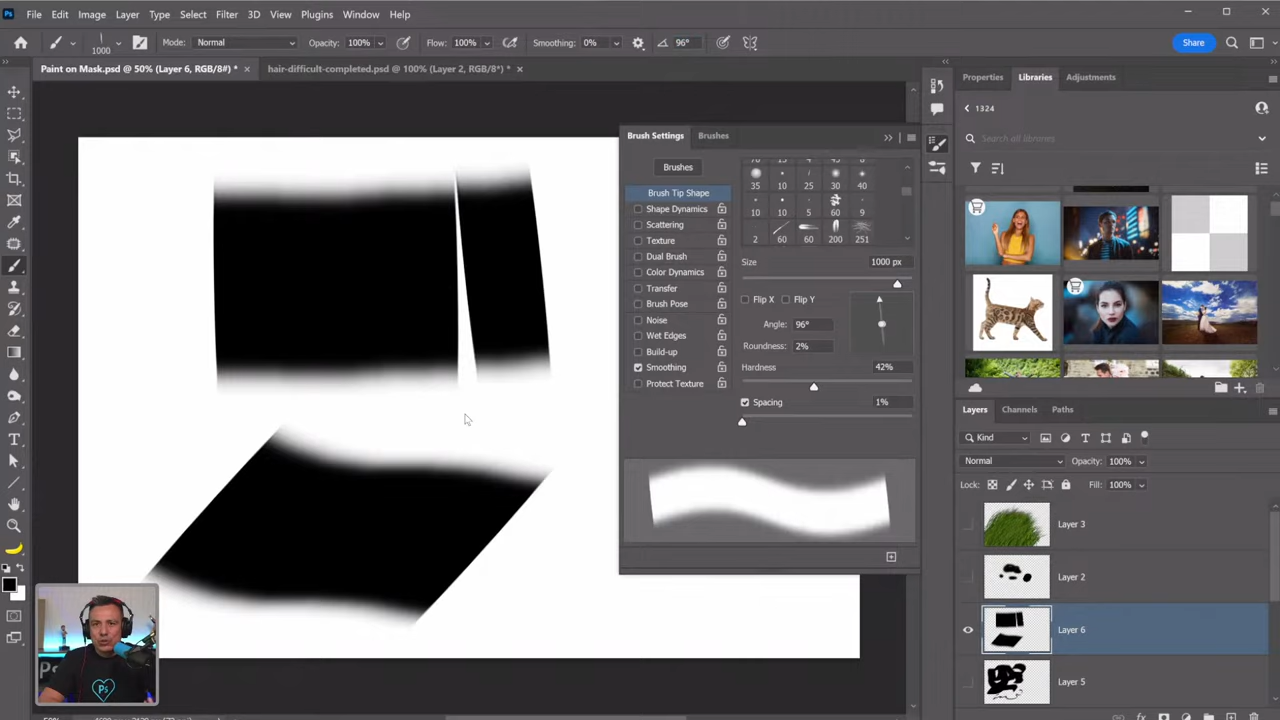 Ps File Edit Image Layer Type Select Filter 3D View Plugins Window Help
1000 Mode: Normal Opacity: 100% Flow: 100% Smoothing: 0% 96° Share
Paint on Mask.psd @ 50% (Layer 6, RGB/8#) * hair-difficult-completed.psd @ 100% (Layer 2, RGB/8*) *
Properties Libraries Adjustments
1324
Search all libraries
Brush Settings Brushes
Brushes
Brush Tip Shape
Shape Dynamics
Scattering
Texture
Dual Brush
Color Dynamics
Transfer
Brush Pose
Noise
Wet Edges
Build-up
Smoothing
Protect Texture
35 10 25 30 40
10 10 5 60 9
2 60 60 200 251
Size 1000 px
Flip X Flip Y
Angle: 96°
Roundness: 2%
Hardness 42%
Spacing 1%
Layers Channels Paths
Kind
Normal Opacity: 100%
Lock: Fill: 100%
Layer 3
Layer 2
Layer 6
Layer 5
Ps